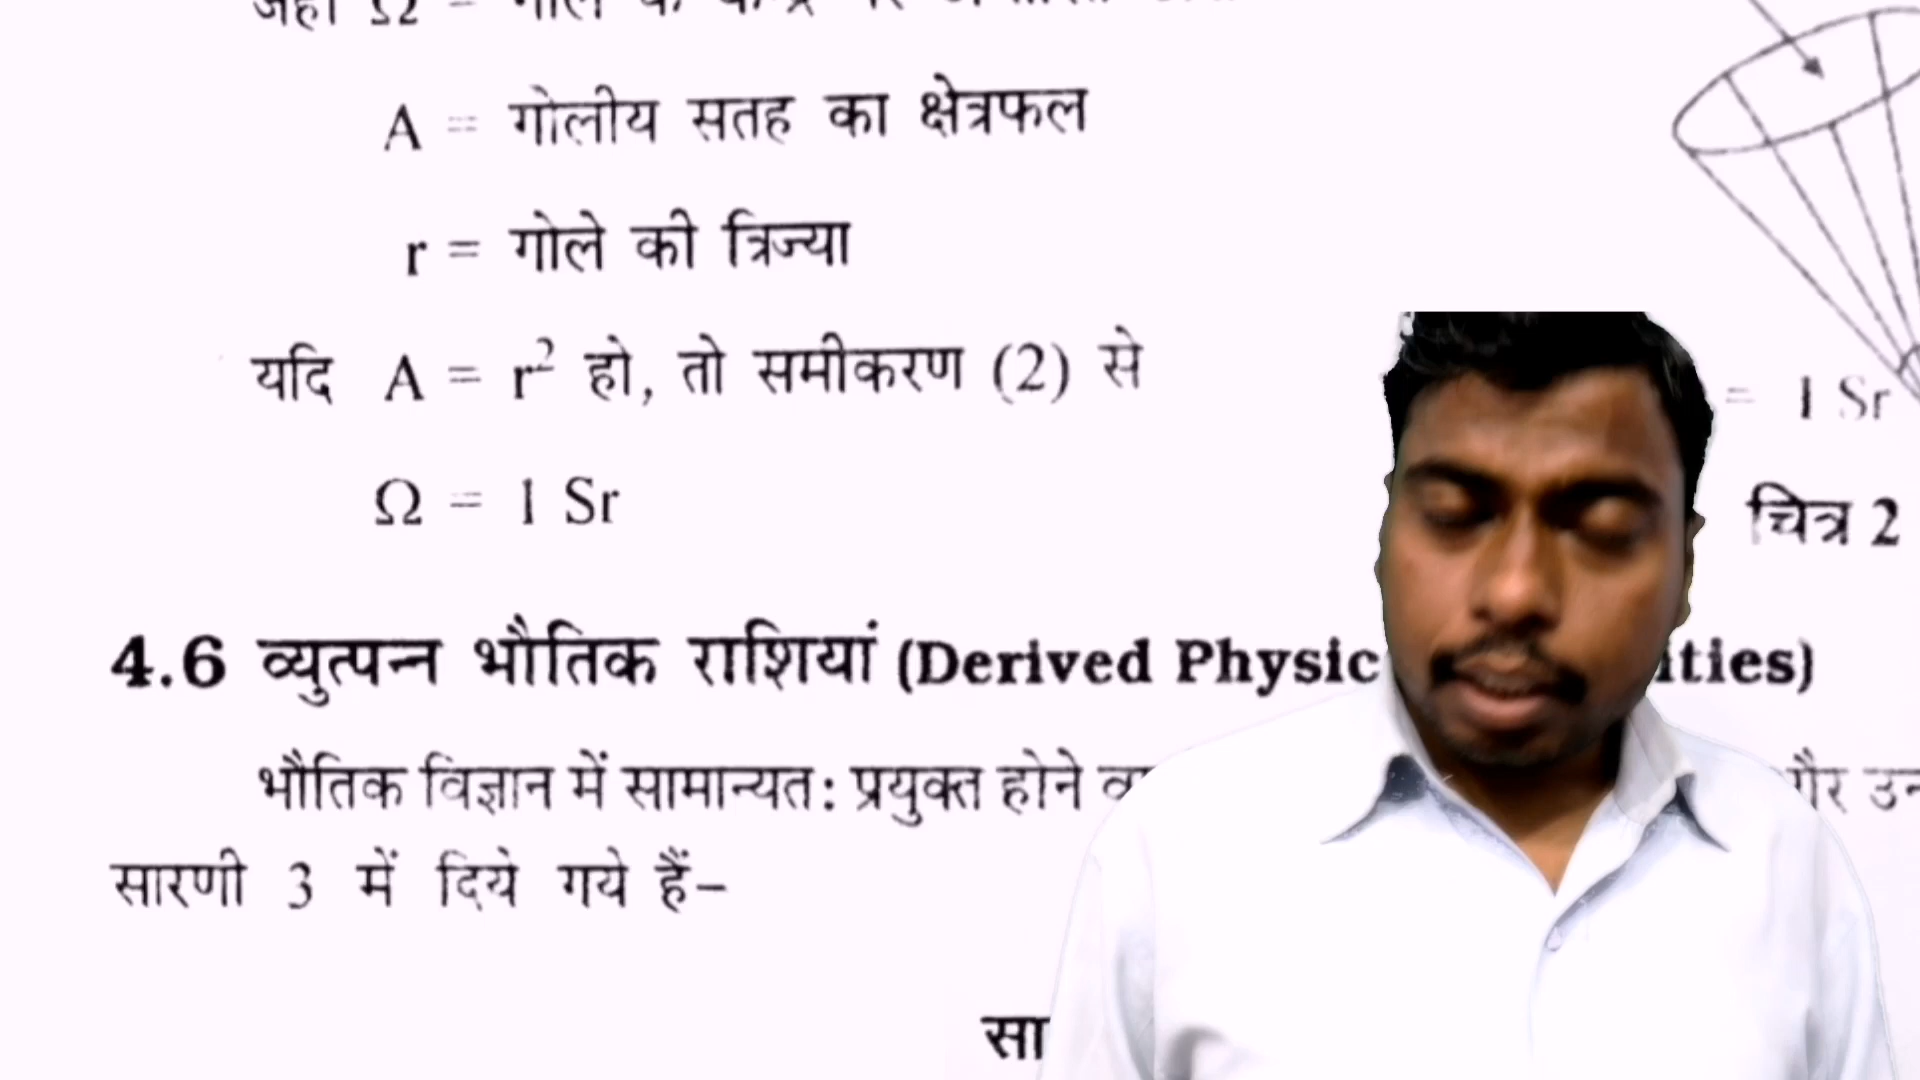 जहाँ Ω =
A = गोलीय सतह का क्षेत्रफल
r = गोले की त्रिज्या
यदि A = r² हो, तो समीकरण (2) से
Ω = 1 Sr
= 1 Sr
चित्र 2
4.6 व्युत्पन्न भौतिक राशियां (Derived Physic ities)
भौतिक विज्ञान में सामान्यत: प्रयुक्त होने
सारणी 3 में दिये गये हैं-